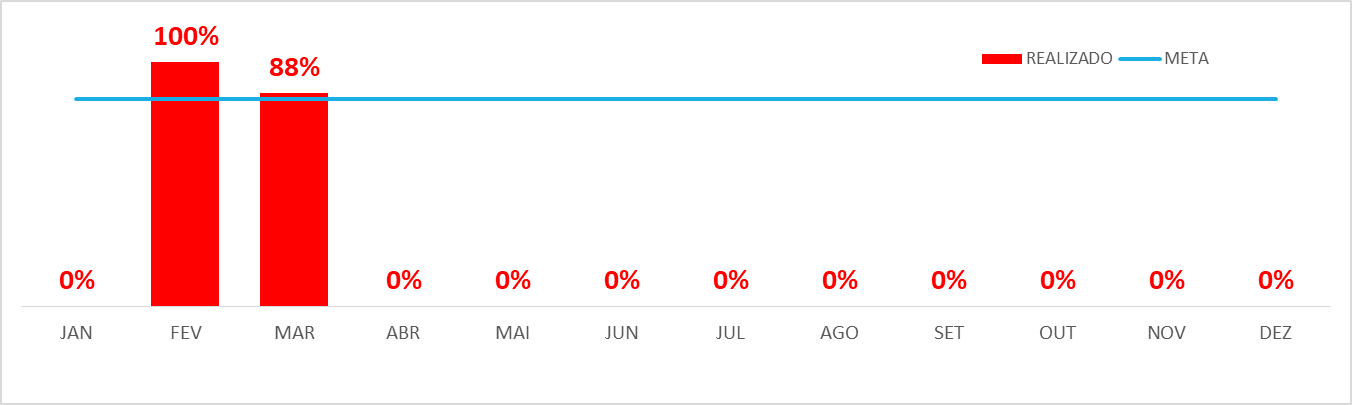 100%
88%
REALIZADO META
0% 0% 0% 0% 0% 0% 0% 0% 0% 0%
JAN FEV MAR ABR MAI JUN JUL AGO SET OUT NOV DEZ